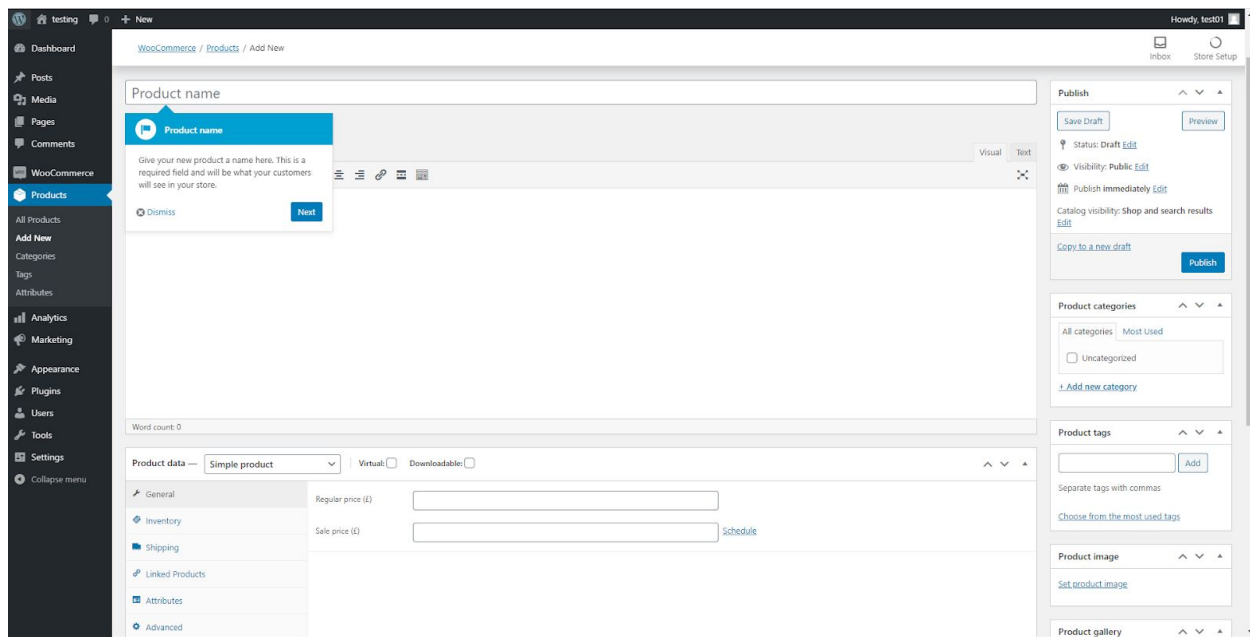 testing 0 + New Howdy, test01
Dashboard
Posts
Media
Pages
Comments
WooCommerce
Products
All Products
Add New
Categories
Tags
Attributes
Analytics
Marketing
Appearance
Plugins
Users
Tools
Settings
Collapse menu
WooCommerce / Products / Add New
Inbox Store Setup
Product name
Product name
Give your new product a name here. This is a
required field and will be what your customers
will see in your store.
Dismiss Next
Visual Text
Word count: 0
Product data — Simple product Virtual: Downloadable:
General
Inventory
Shipping
Linked Products
Attributes
Advanced
Regular price (£)
Sale price (£) Schedule
Publish
Save Draft Preview
Status: Draft Edit
Visibility: Public Edit
Publish immediately Edit
Catalog visibility: Shop and search results
Edit
Copy to a new draft
Publish
Product categories
All categories Most Used
Uncategorized
+ Add new category
Product tags
Add
Separate tags with commas
Choose from the most used tags
Product image
Set product image
Product gallery